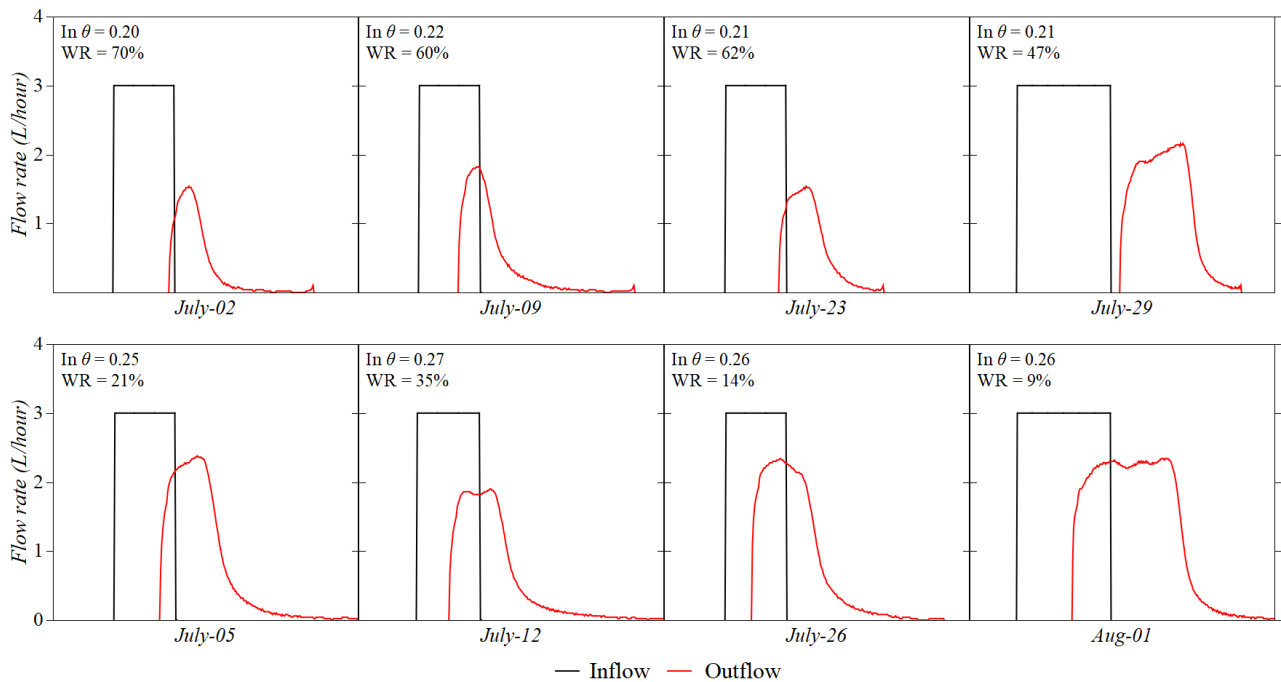 4
In θ = 0.20
WR = 70%
In θ = 0.22
WR = 60%
In θ = 0.21
WR = 62%
In θ = 0.21
WR = 47%
3
2
1
Flow rate (L/hour)
July-02
July-09
July-23
July-29
4
In θ = 0.25
WR = 21%
In θ = 0.27
WR = 35%
In θ = 0.26
WR = 14%
In θ = 0.26
WR = 9%
3
2
1
0
Flow rate (L/hour)
July-05
July-12
July-26
Aug-01
Inflow
Outflow